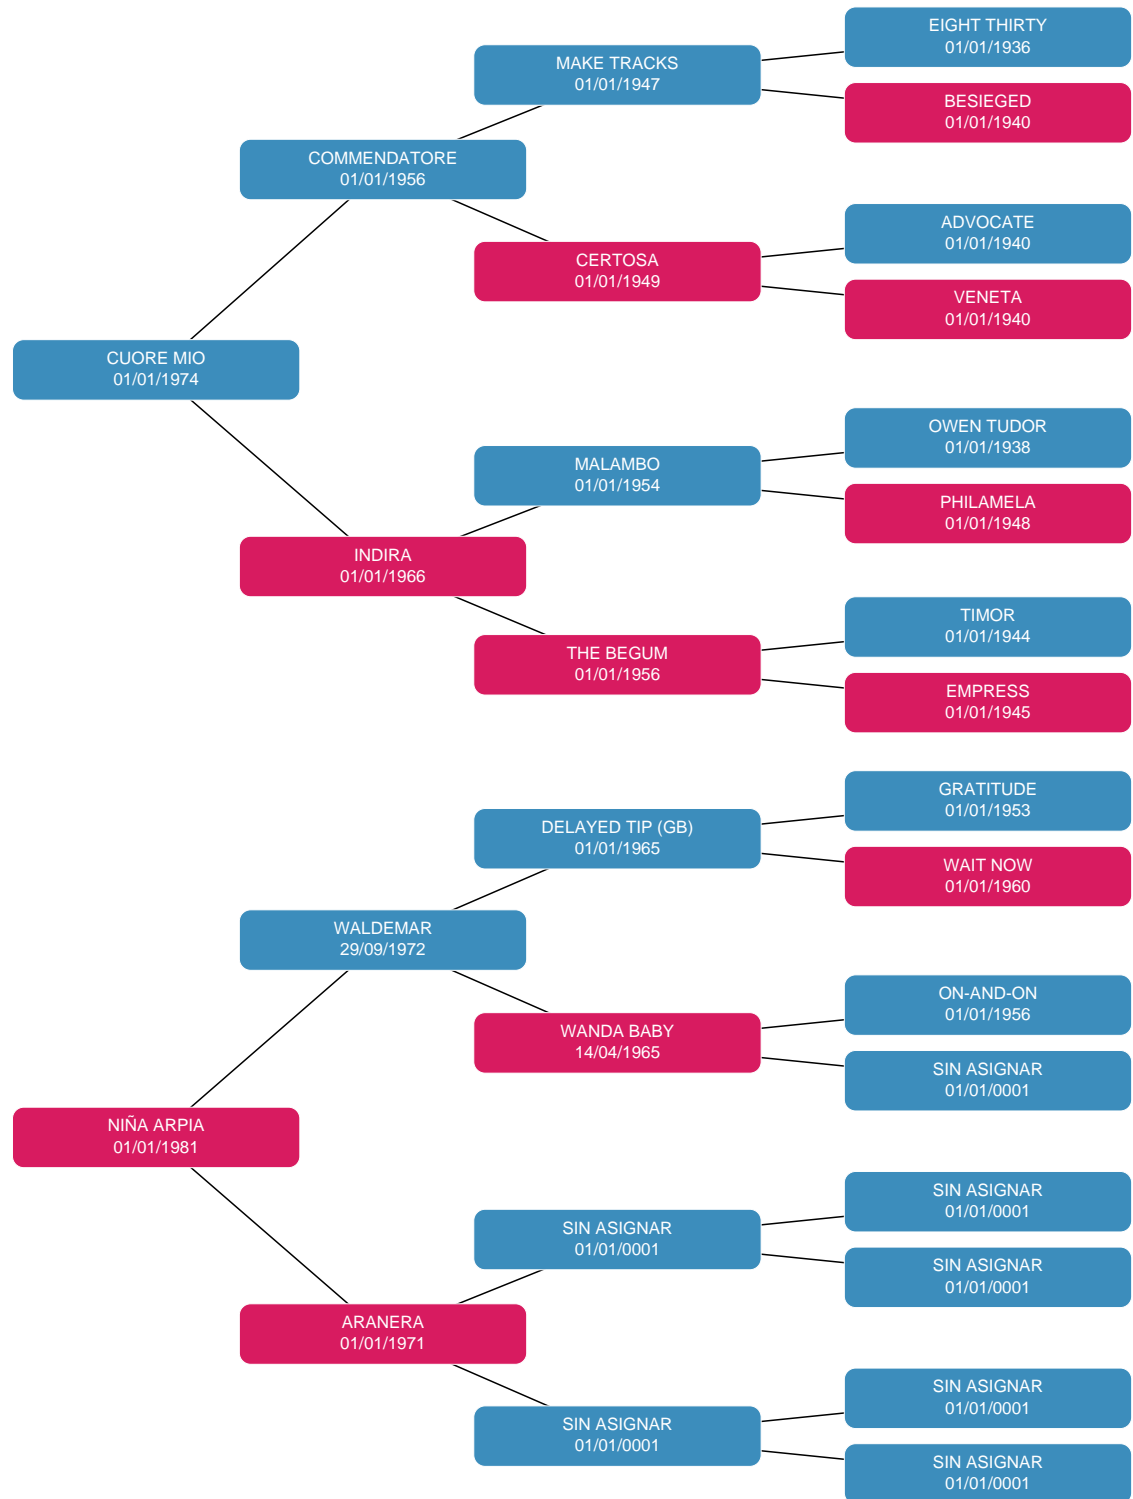 EIGHT THIRTY
01/01/1936
MAKE TRACKS
01/01/1947
BESIEGED
01/01/1940
COMMENDATORE
01/01/1956
ADVOCATE
01/01/1940
CERTOSA
01/01/1949
VENETA
01/01/1940
CUORE MIO
01/01/1974
OWEN TUDOR
01/01/1938
MALAMBO
01/01/1954
PHILAMELA
01/01/1948
INDIRA
01/01/1966
TIMOR
01/01/1944
THE BEGUM
01/01/1956
EMPRESS
01/01/1945
GRATITUDE
01/01/1953
DELAYED TIP (GB)
01/01/1965
WAIT NOW
01/01/1960
WALDEMAR
29/09/1972
ON-AND-ON
01/01/1956
WANDA BABY
14/04/1965
SIN ASIGNAR
01/01/0001
NIÑA ARPIA
01/01/1981
SIN ASIGNAR
01/01/0001
SIN ASIGNAR
01/01/0001
SIN ASIGNAR
01/01/0001
ARANERA
01/01/1971
SIN ASIGNAR
01/01/0001
SIN ASIGNAR
01/01/0001
SIN ASIGNAR
01/01/0001